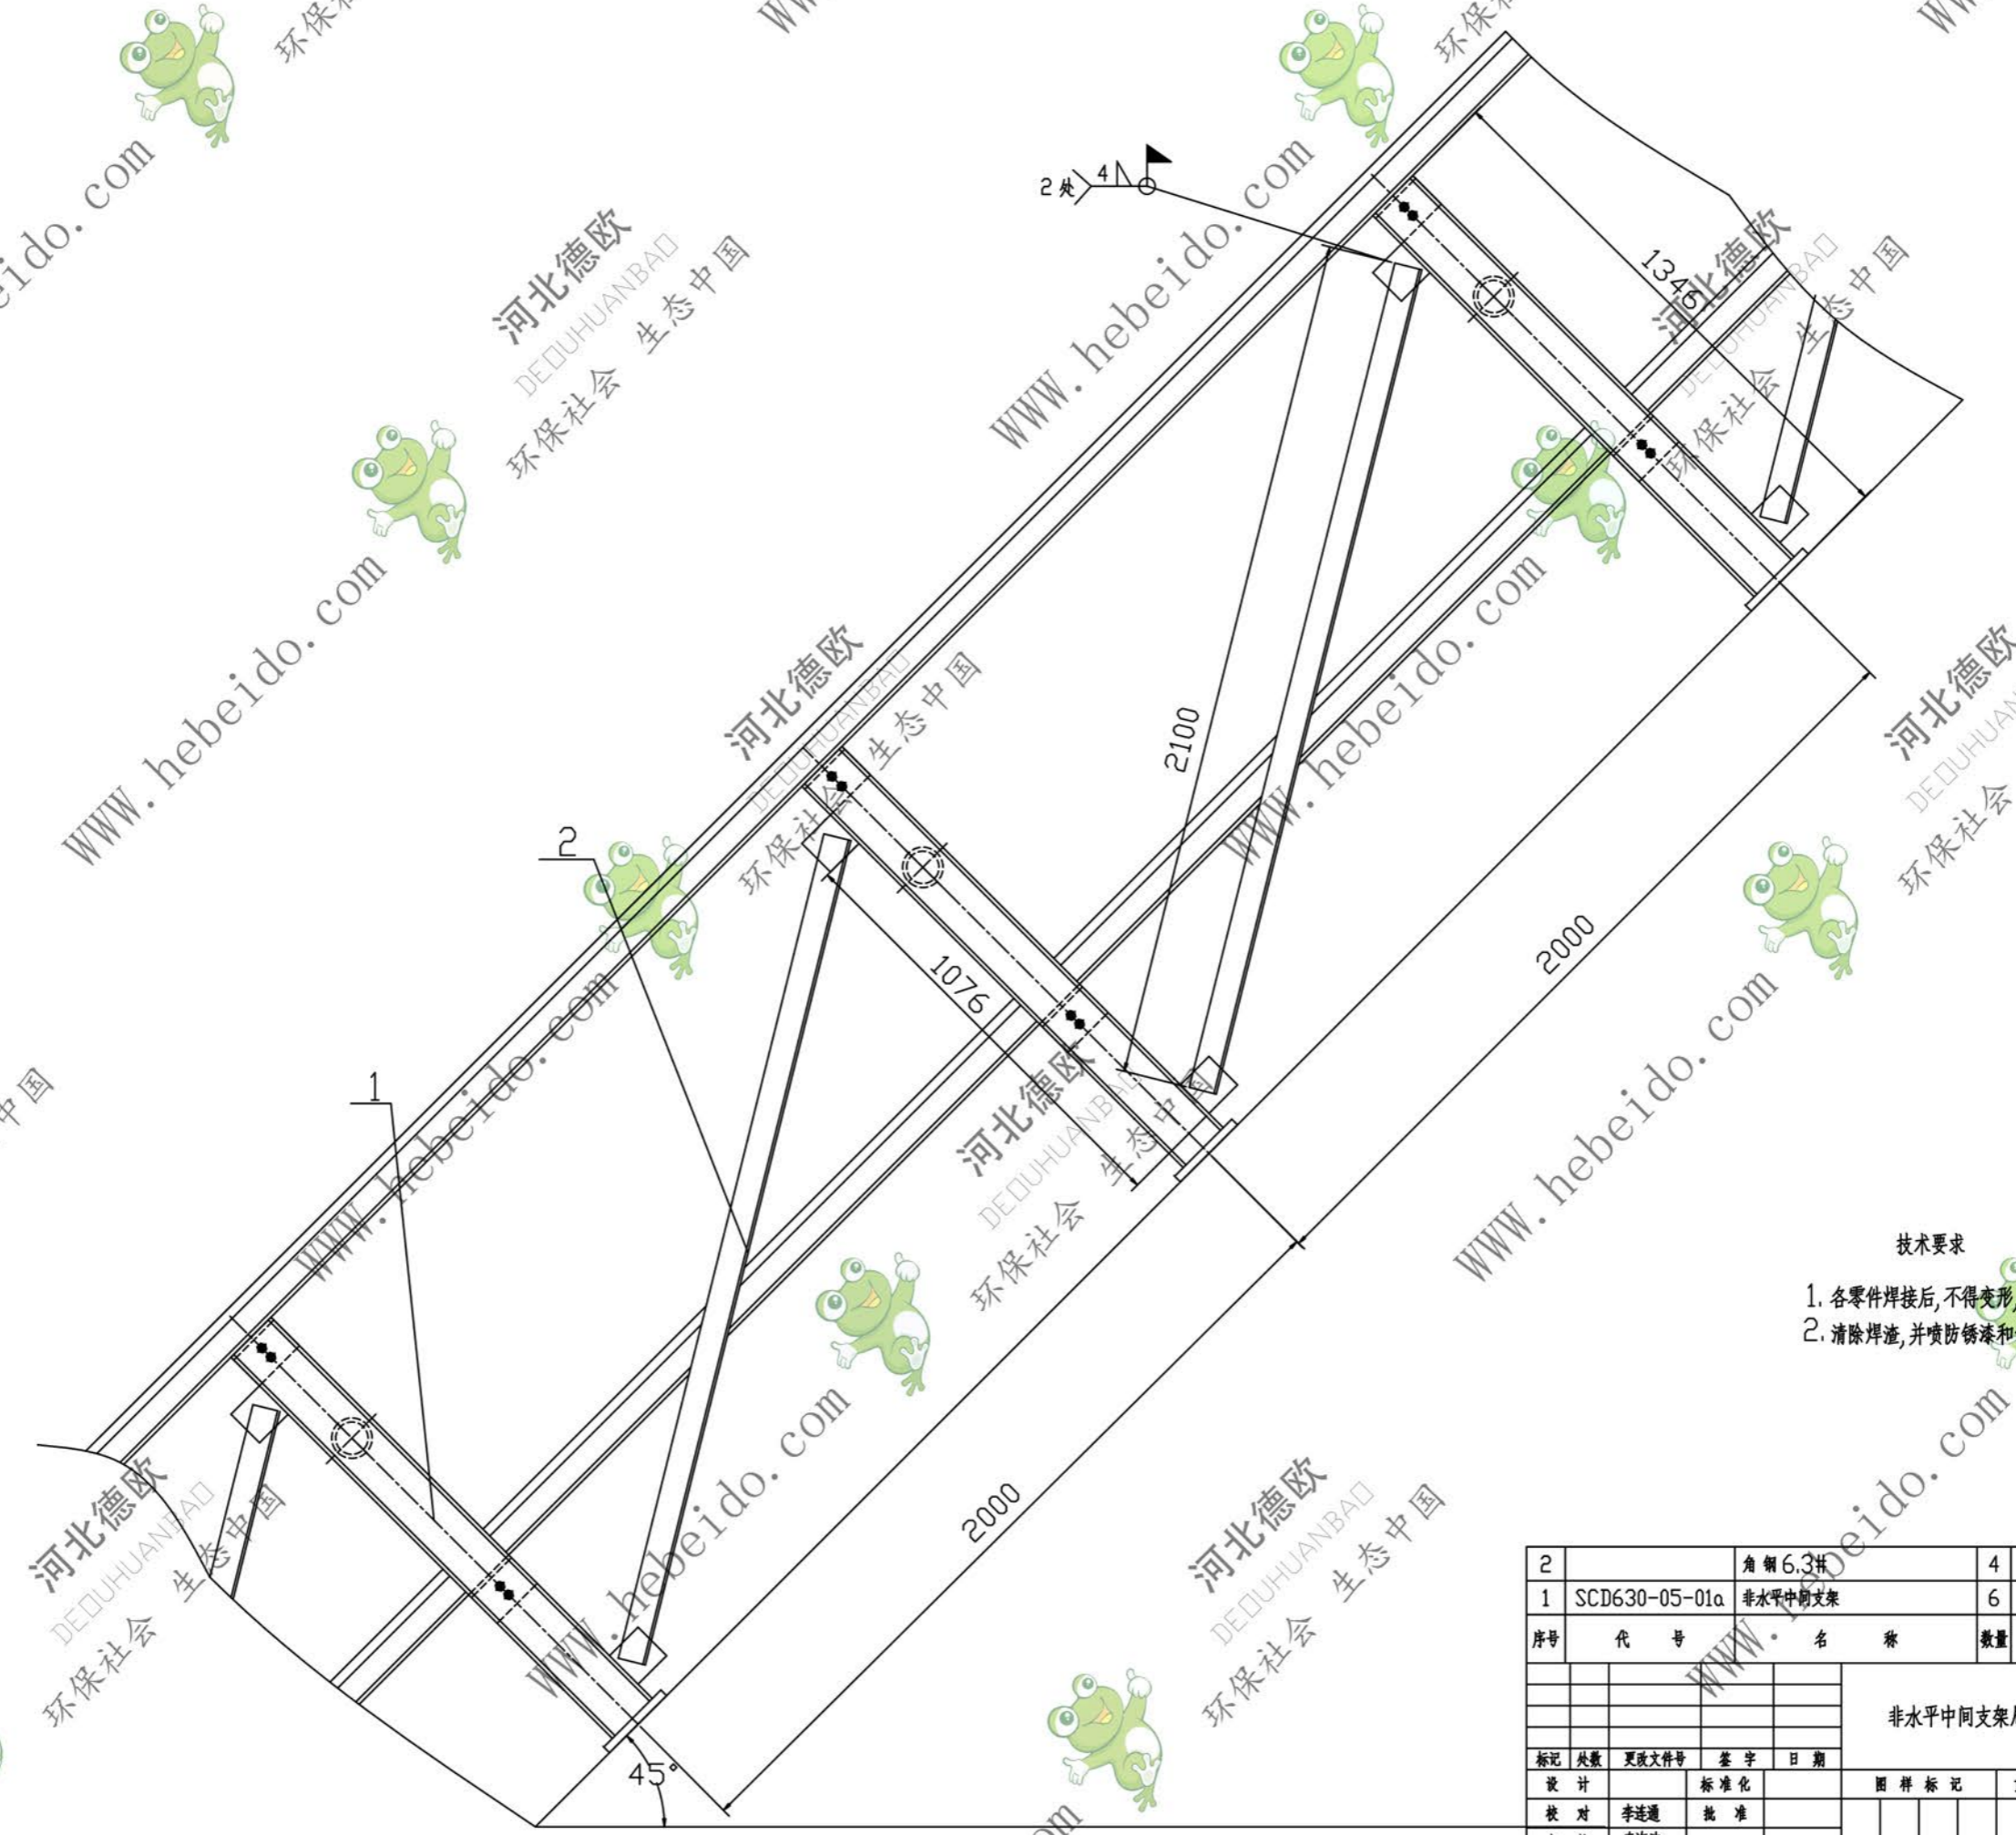 2处
4
1346
2100
2
1076
1
2000
2000
45°
技术要求
1. 各零件焊接后,不得变形,
2. 清除焊渣,并喷防锈漆和
2 角钢6.3# 4
1 SCD630-05-01a 非水平中间支架 6
序号 代号 名称 数量
非水平中间支架
标记 处数 更改文件号 签字 日期
设计 标准化 图样标记
校对 李连通 批准
河北德欧
DEOUHUANBAO
环保社会 生态中国
WWW.hebeido.com